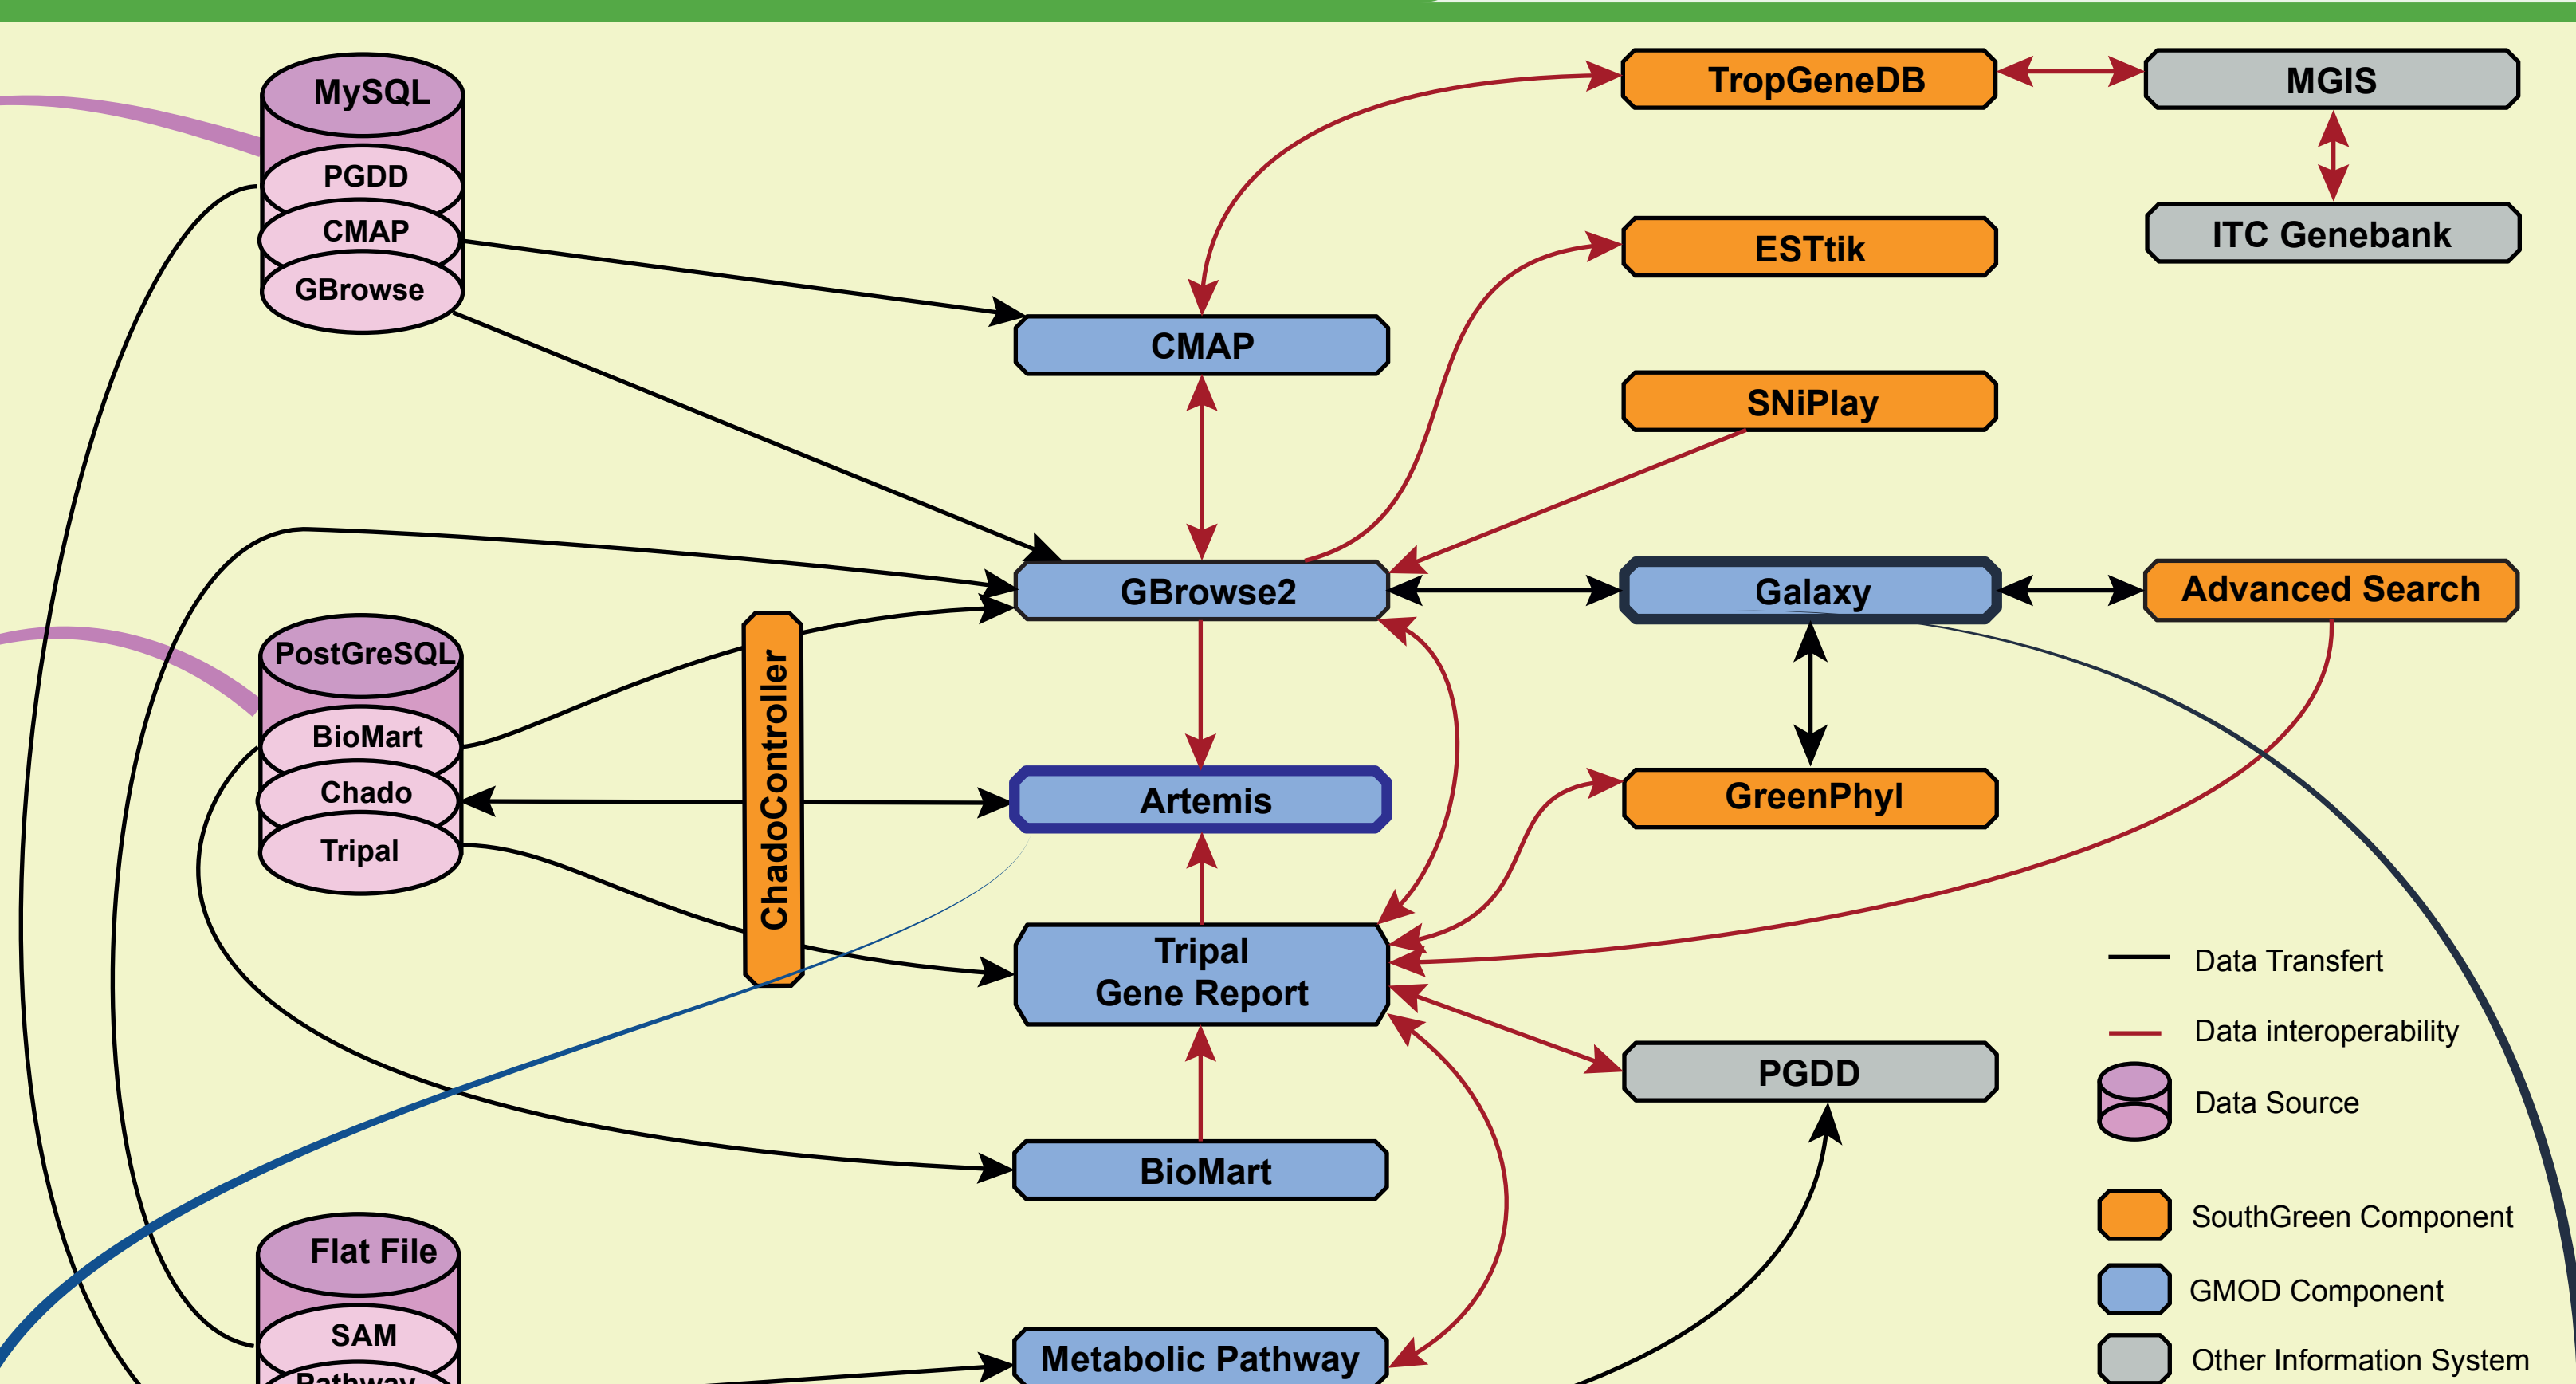 MySQL
PGDD
CMAP
GBrowse
TropGeneDB
MGIS
ESTtik
ITC Genebank
CMAP
SNiPlay
GBrowse2
Galaxy
Advanced Search
PostGreSQL
BioMart
Chado
Tripal
ChadoController
Artemis
GreenPhyl
Tripal
Gene Report
PGDD
BioMart
Flat File
SAM
Pathway
Metabolic Pathway
Data Transfert
Data interoperability
Data Source
SouthGreen Component
GMOD Component
Other Information System